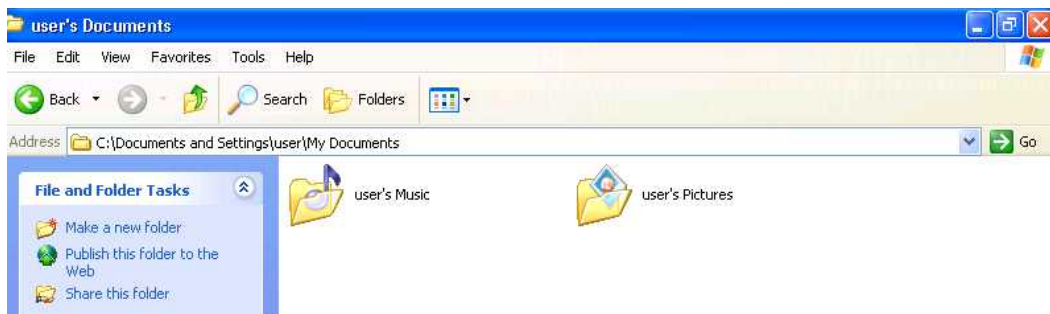 user's Documents
File Edit View Favorites Tools Help
Back Search Folders
Address C:\Documents and Settings\user\My Documents Go
File and Folder Tasks
user's Music
user's Pictures
Make a new folder
Publish this folder to the
Web
Share this folder